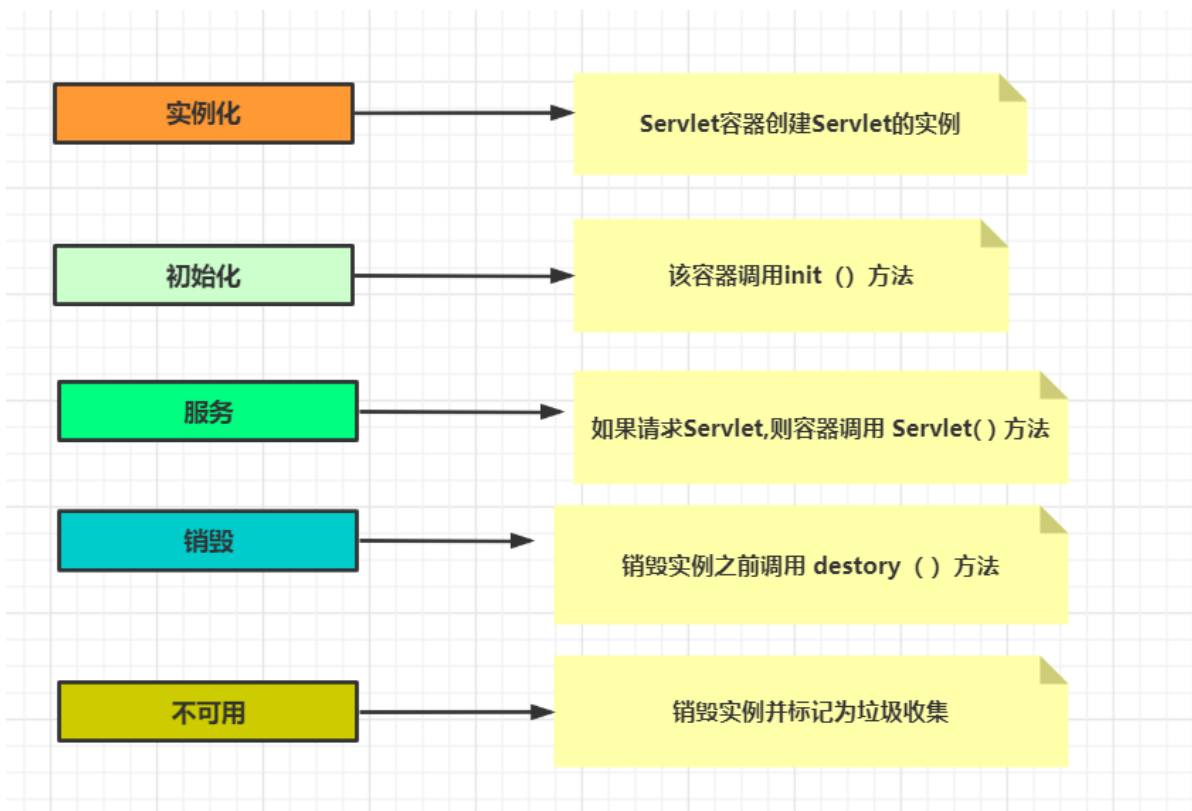 实例化
Servlet容器创建Servlet的实例
初始化
该容器调用init（）方法
服务
如果请求Servlet,则容器调用 Servlet( ) 方法
销毁
销毁实例之前调用 destory（ ）方法
不可用
销毁实例并标记为垃圾收集